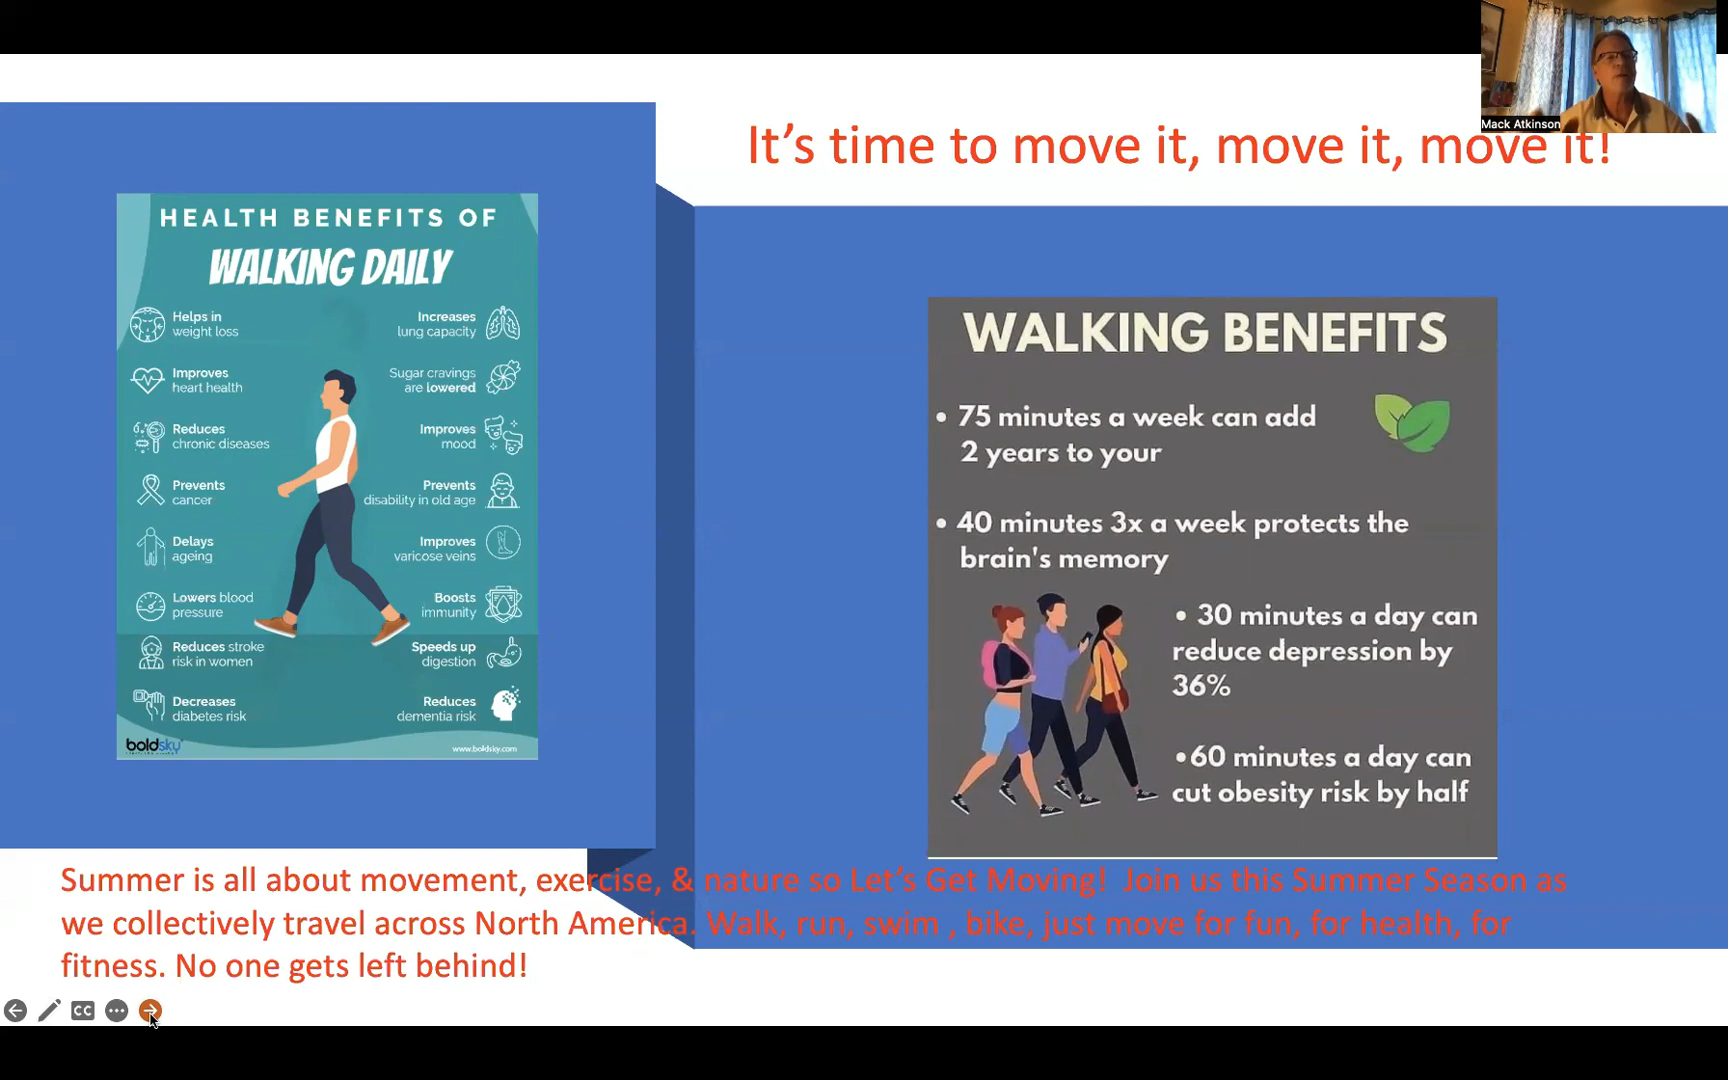 Mack Atkinson
It's time to move it, move it, move it!
HEALTH BENEFITS OF
WALKING DAILY
Helps in
weight loss
Improves
heart health
Reduces
chronic diseases
Prevents
cancer
Delays
ageing
Lowers blood
pressure
Reduces stroke
risk in women
Decreases
diabetes risk
Increases
lung capacity
Sugar cravings
are lowered
Improves
mood
Prevents
disability in old age
Improves
varicose veins
Boosts
immunity
Speeds up
digestion
Reduces
dementia risk
boldsky
www.boldsky.com
WALKING BENEFITS
• 75 minutes a week can add
2 years to your
• 40 minutes 3x a week protects the
brain's memory
• 30 minutes a day can
reduce depression by
36%
•60 minutes a day can
cut obesity risk by half
Summer is all about movement, exercise, & nature so Let's Get Moving! Join us this Summer Season as
we collectively travel across North America. Walk, run, swim , bike, just move for fun, for health, for
fitness. No one gets left behind!
CC